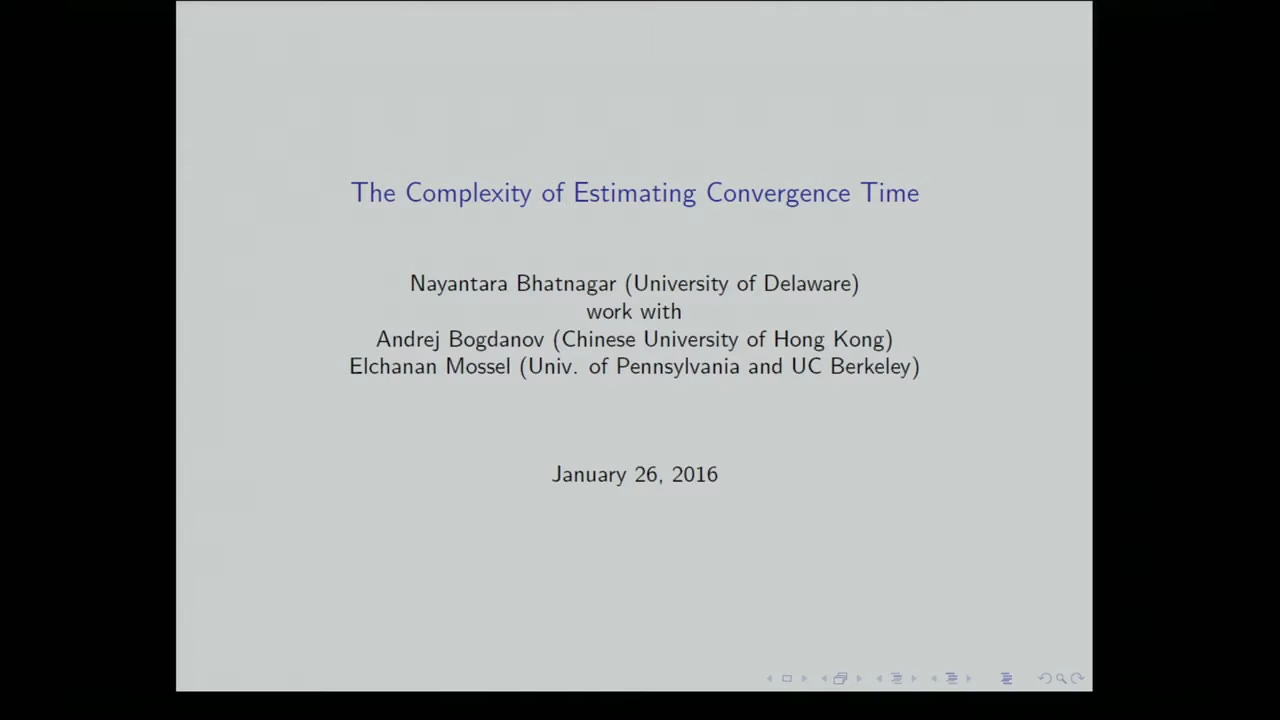 The Complexity of Estimating Convergence Time
Nayantara Bhatnagar (University of Delaware)
work with
Andrej Bogdanov (Chinese University of Hong Kong)
Elchanan Mossel (Univ. of Pennsylvania and UC Berkeley)
January 26, 2016